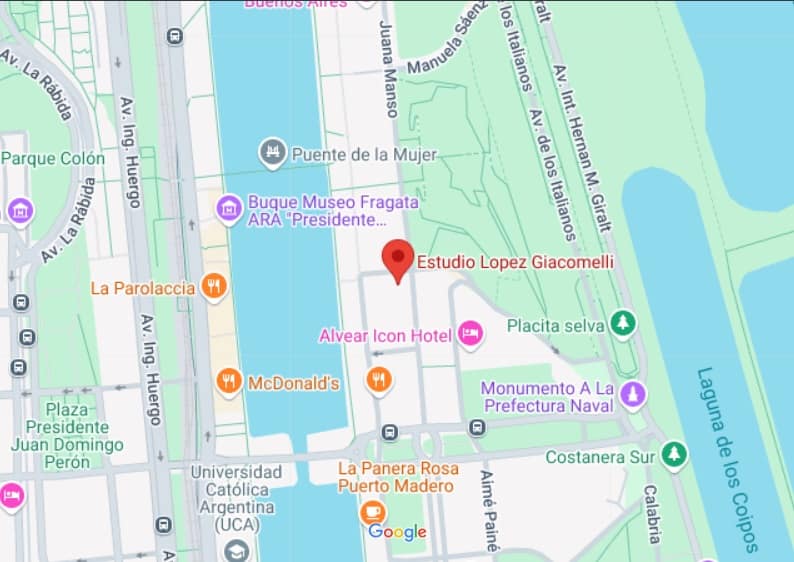 Buenos Aires
Juana Manso
Manuela Sáenz
de los Italianos
Giralt
Av. La Rábida
Av. Ing. Huergo
Av. Int. Hernan M. Giralt
Av. de los Italianos
Parque Colón
Puente de la Mujer
Av. La Rábida
Buque Museo Fragata
ARA "Presidente...
Estudio Lopez Giacomelli
La Parolaccia
Av. Ing. Huergo
Alvear Icon Hotel
Placita selva
McDonald's
Monumento A La
Prefectura Naval
Laguna de los Coipos
Plaza
Presidente
Juan Domingo
Perón
Costanera Sur
Universidad
Católica
Argentina
(UCA)
La Panera Rosa
Puerto Madero
Aimé Painé
Calabria
Google